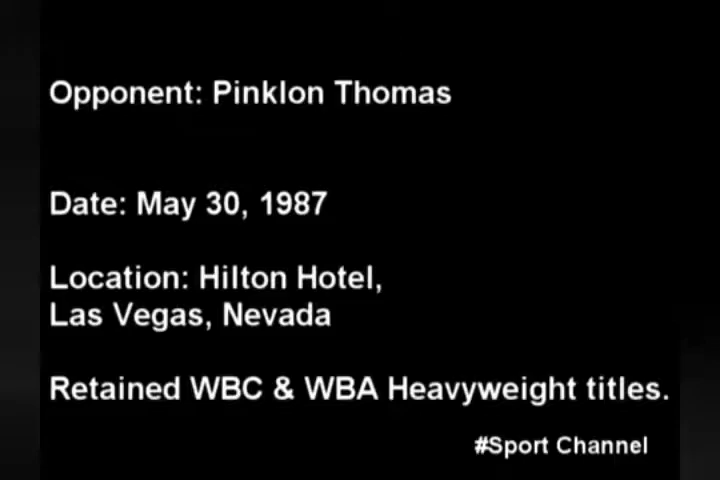 Opponent: Pinklon Thomas
Date: May 30, 1987
Location: Hilton Hotel,
Las Vegas, Nevada
Retained WBC & WBA Heavyweight titles.
#Sport Channel